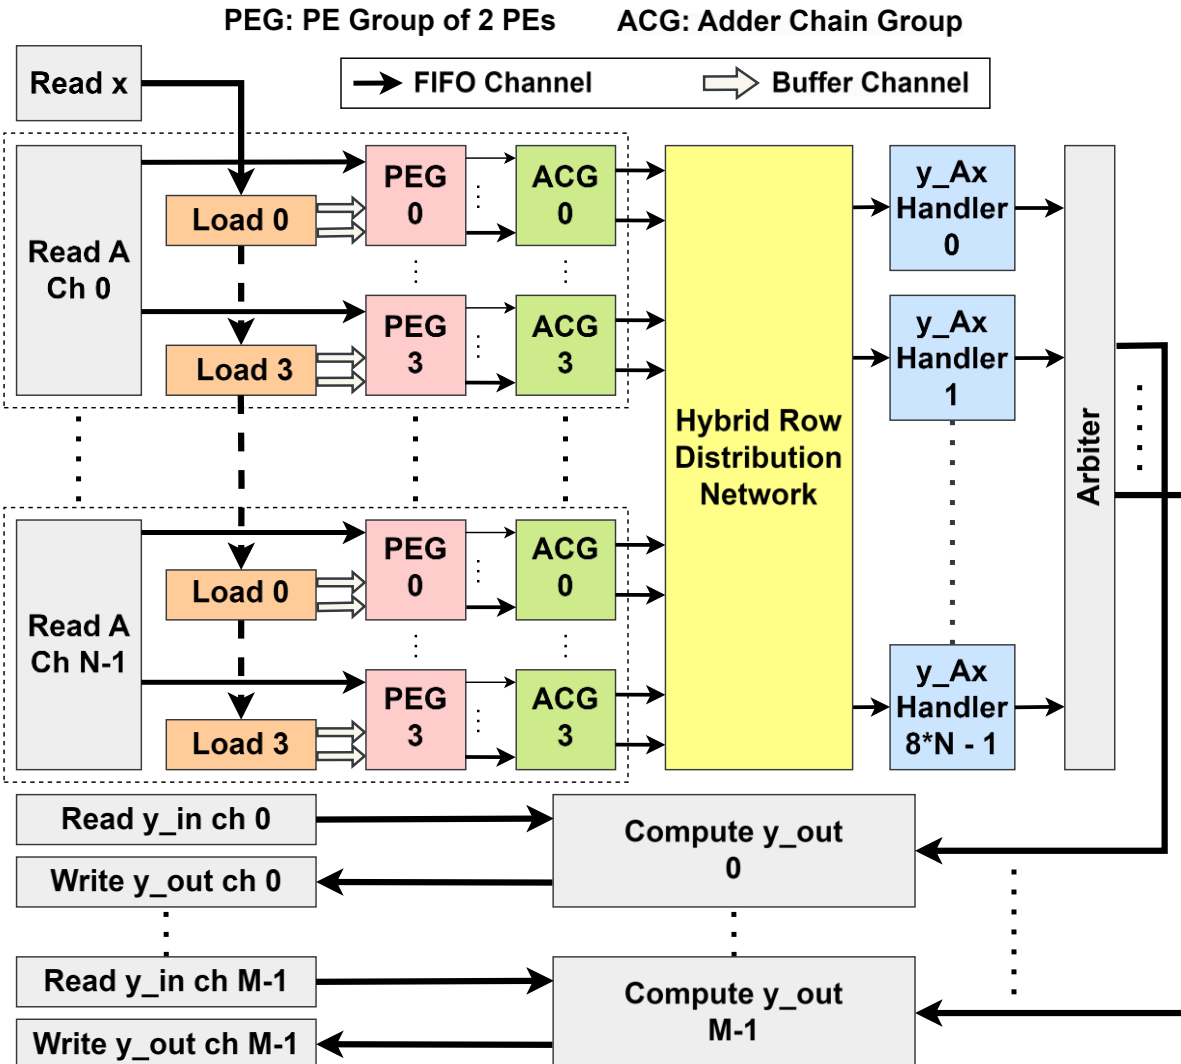 PEG: PE Group of 2 PEs
ACG: Adder Chain Group
FIFO Channel
Buffer Channel
Read x
Read A
Ch 0
Load 0
Load 3
PEG
0
PEG
3
ACG
0
ACG
3
Read A
Ch N-1
Load 0
Load 3
PEG
0
PEG
3
ACG
0
ACG
3
Hybrid Row
Distribution
Network
y_Ax
Handler
0
y_Ax
Handler
1
y_Ax
Handler
8*N - 1
Arbiter
Read y_in ch 0
Write y_out ch 0
Compute y_out
0
Read y_in ch M-1
Write y_out ch M-1
Compute y_out
M-1